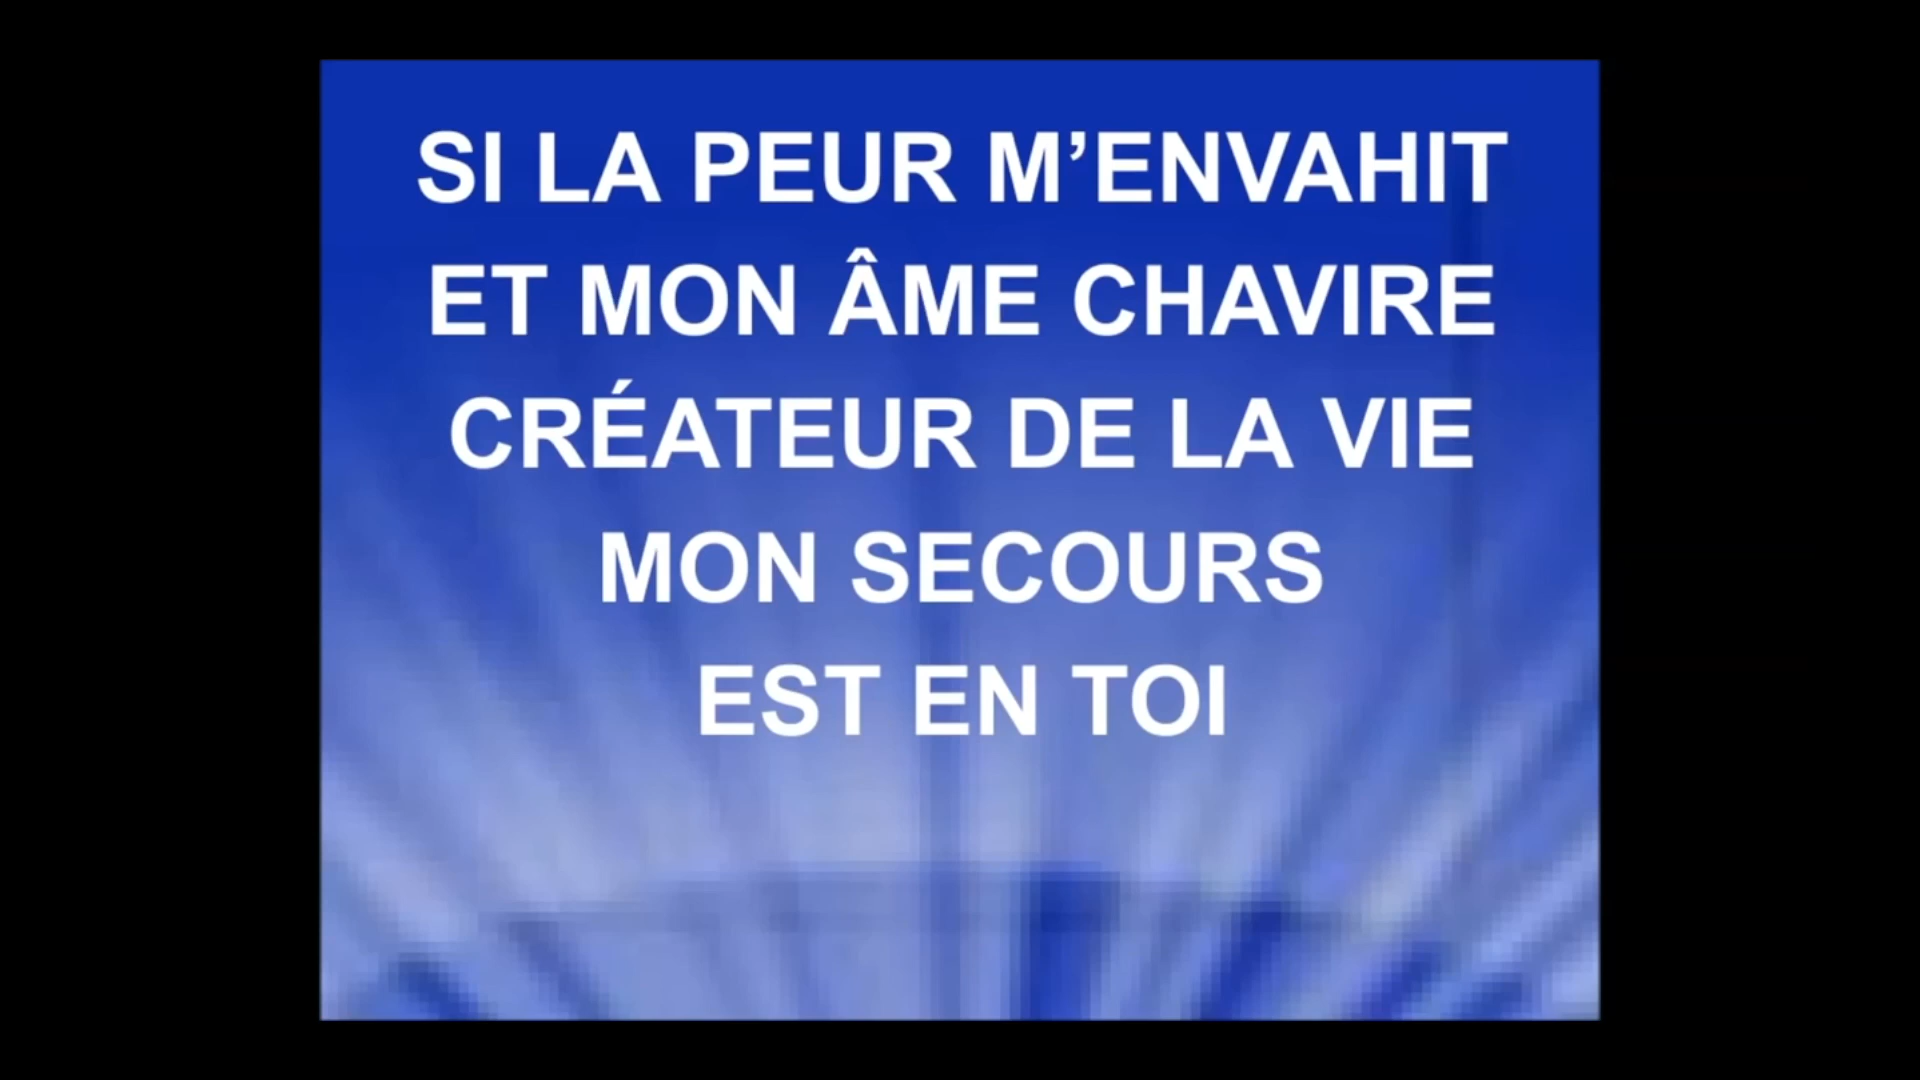 SI LA PEUR M’ENVAHIT
ET MON ÂME CHAVIRE
CRÉATEUR DE LA VIE
MON SECOURS
EST EN TOI